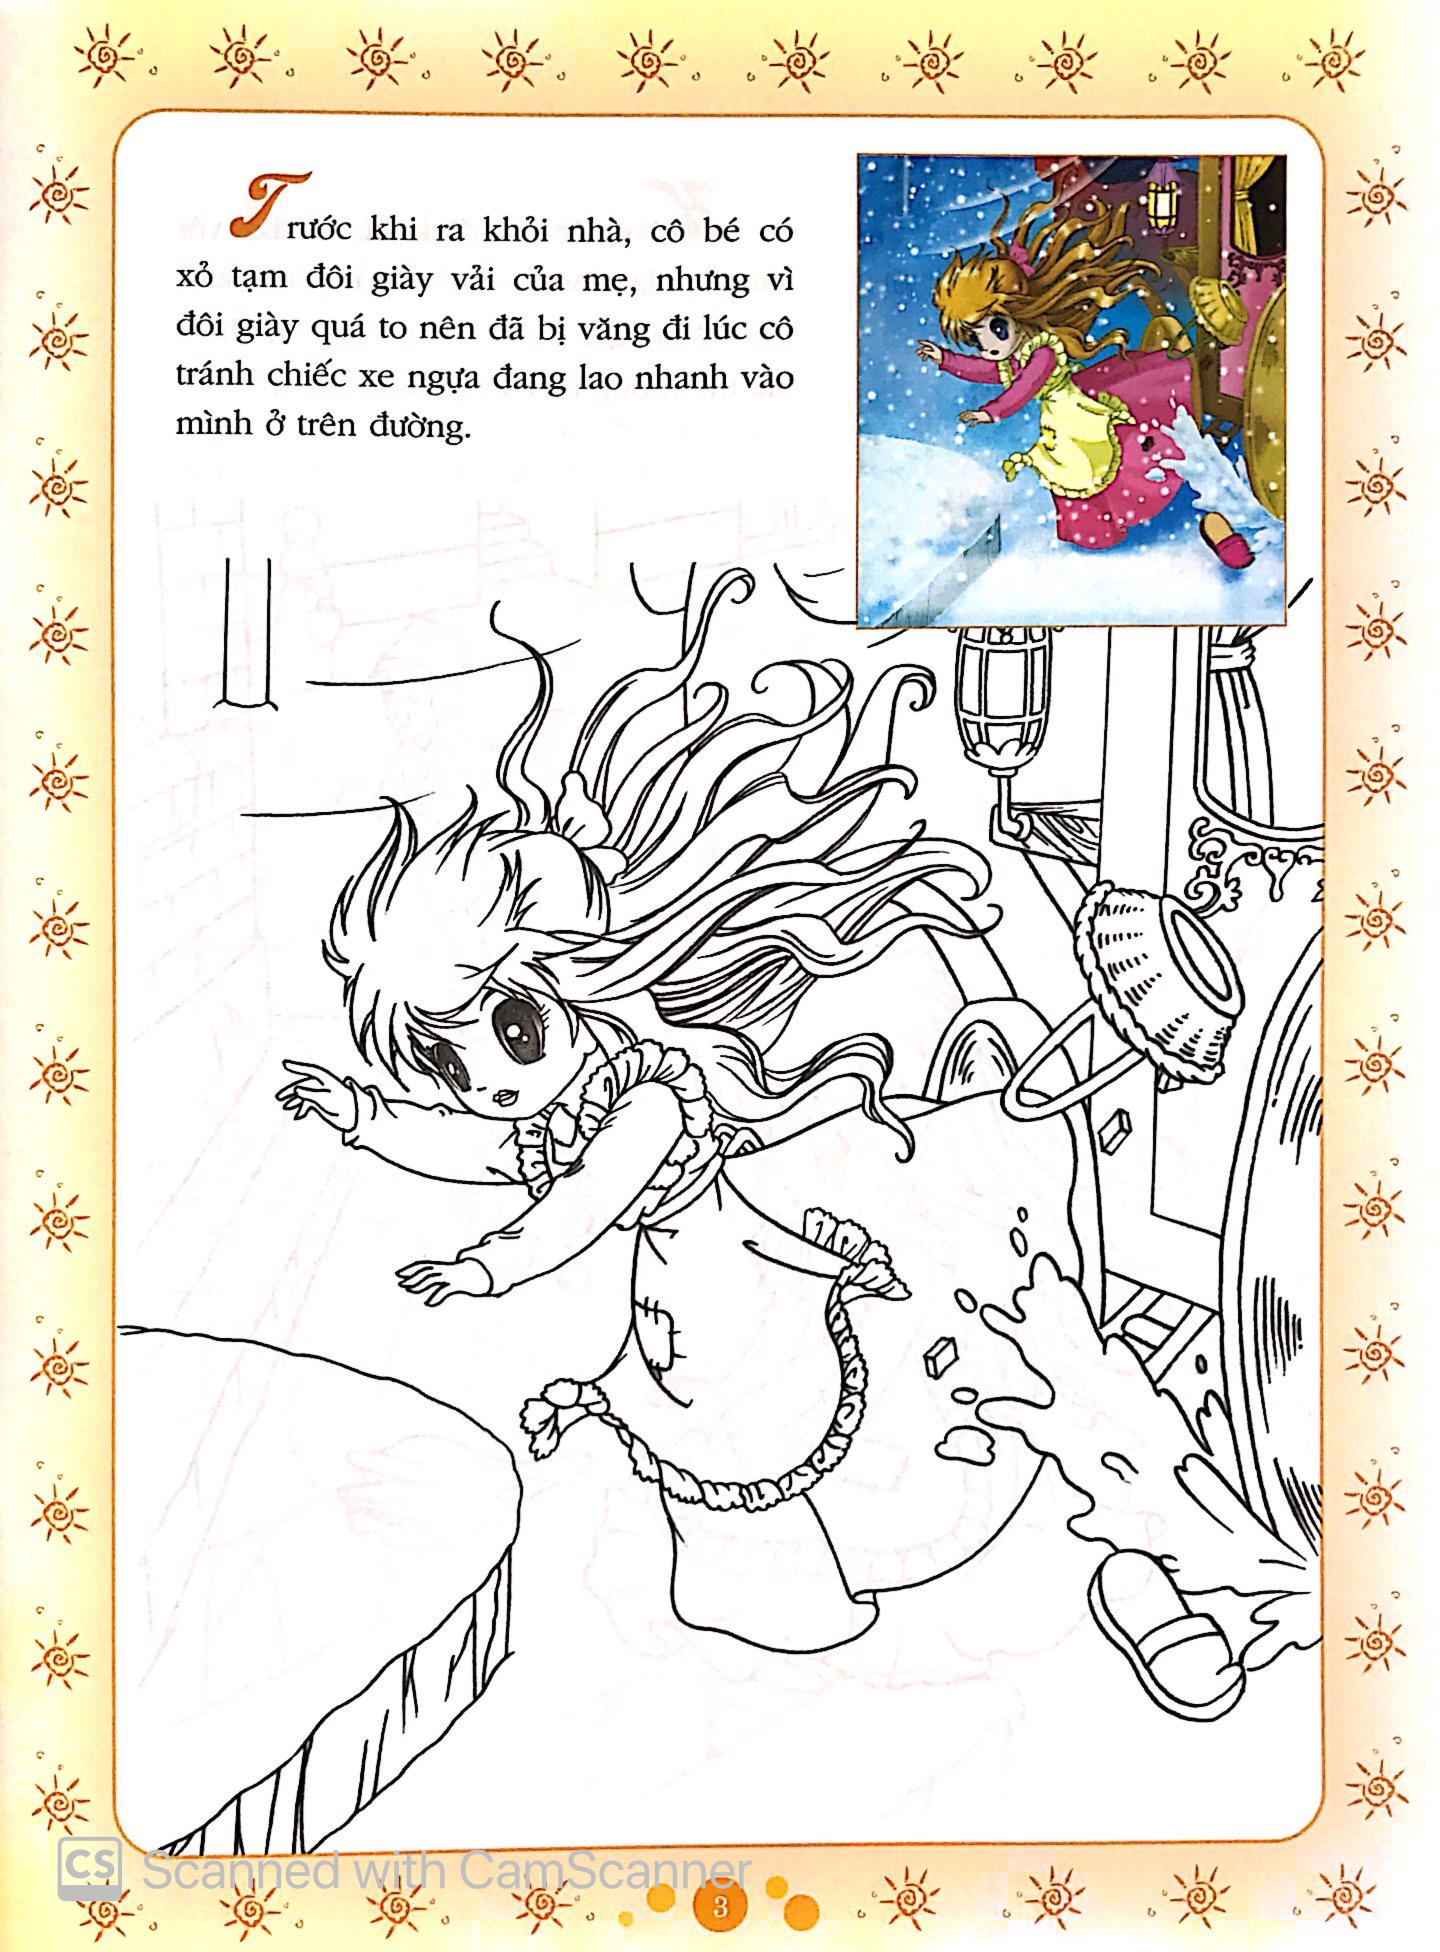 Trước khi ra khỏi nhà, cô bé có
xỏ tạm đôi giày vải của mẹ, nhưng vì
đôi giày quá to nên đã bị văng đi lúc cô
tránh chiếc xe ngựa đang lao nhanh vào
mình ở trên đường.
CS Scanned with CamScanner
3